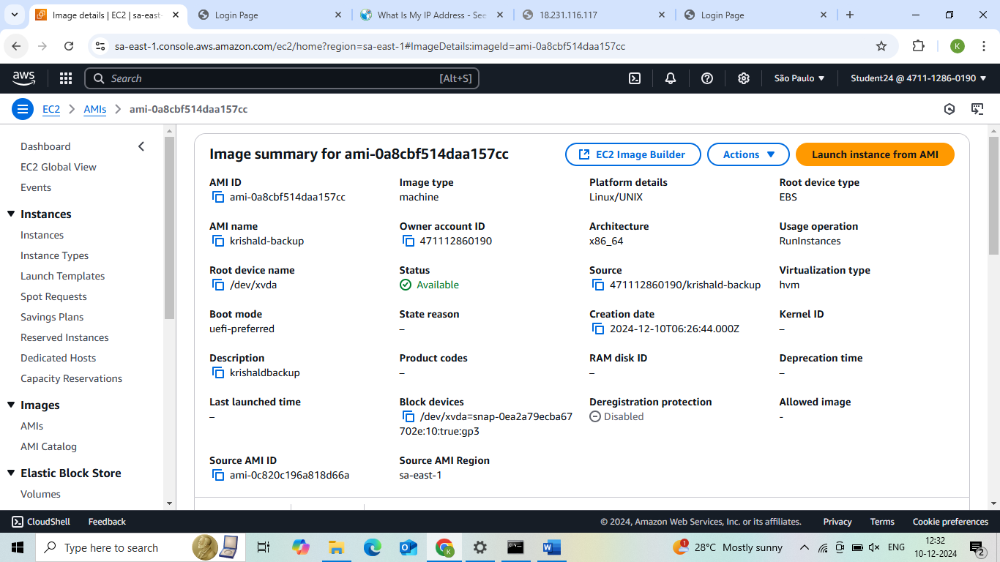 Image details | EC2 | sa-east-
Login Page
What Is My IP Address - See
18.231.116.117
Login Page
sa-east-1.console.aws.amazon.com/ec2/home?region=sa-east-1#ImageDetails:imageId=ami-0a8cbf514daa157cc
K
aws
Search
[Alt+S]
São Paulo
Student24 @ 4711-1286-0190
EC2
AMIs
ami-0a8cbf514daa157cc
Dashboard
EC2 Global View
Events
Instances
Instances
Instance Types
Launch Templates
Spot Requests
Savings Plans
Reserved Instances
Dedicated Hosts
Capacity Reservations
Images
AMIs
AMI Catalog
Elastic Block Store
Volumes
Image summary for ami-0a8cbf514daa157cc
EC2 Image Builder
Actions
Launch instance from AMI
AMI ID
ami-0a8cbf514daa157cc
Image type
machine
Platform details
Linux/UNIX
Root device type
EBS
AMI name
krishald-backup
Owner account ID
471112860190
Architecture
x86_64
Usage operation
RunInstances
Root device name
/dev/xvda
Status
Available
Source
471112860190/krishald-backup
Virtualization type
hvm
Boot mode
uefi-preferred
State reason
–
Creation date
2024-12-10T06:26:44.000Z
Kernel ID
–
Description
krishaldbackup
Product codes
–
RAM disk ID
–
Deprecation time
–
Last launched time
–
Block devices
/dev/xvda=snap-0ea2a79ecba67
702e:10:true:gp3
Deregistration protection
Disabled
Allowed image
-
Source AMI ID
ami-0c820c196a818d66a
Source AMI Region
sa-east-1
CloudShell
Feedback
© 2024, Amazon Web Services, Inc. or its affiliates.
Privacy
Terms
Cookie preferences
Type here to search
1
28°C Mostly sunny
ENG
12:32
10-12-2024
2